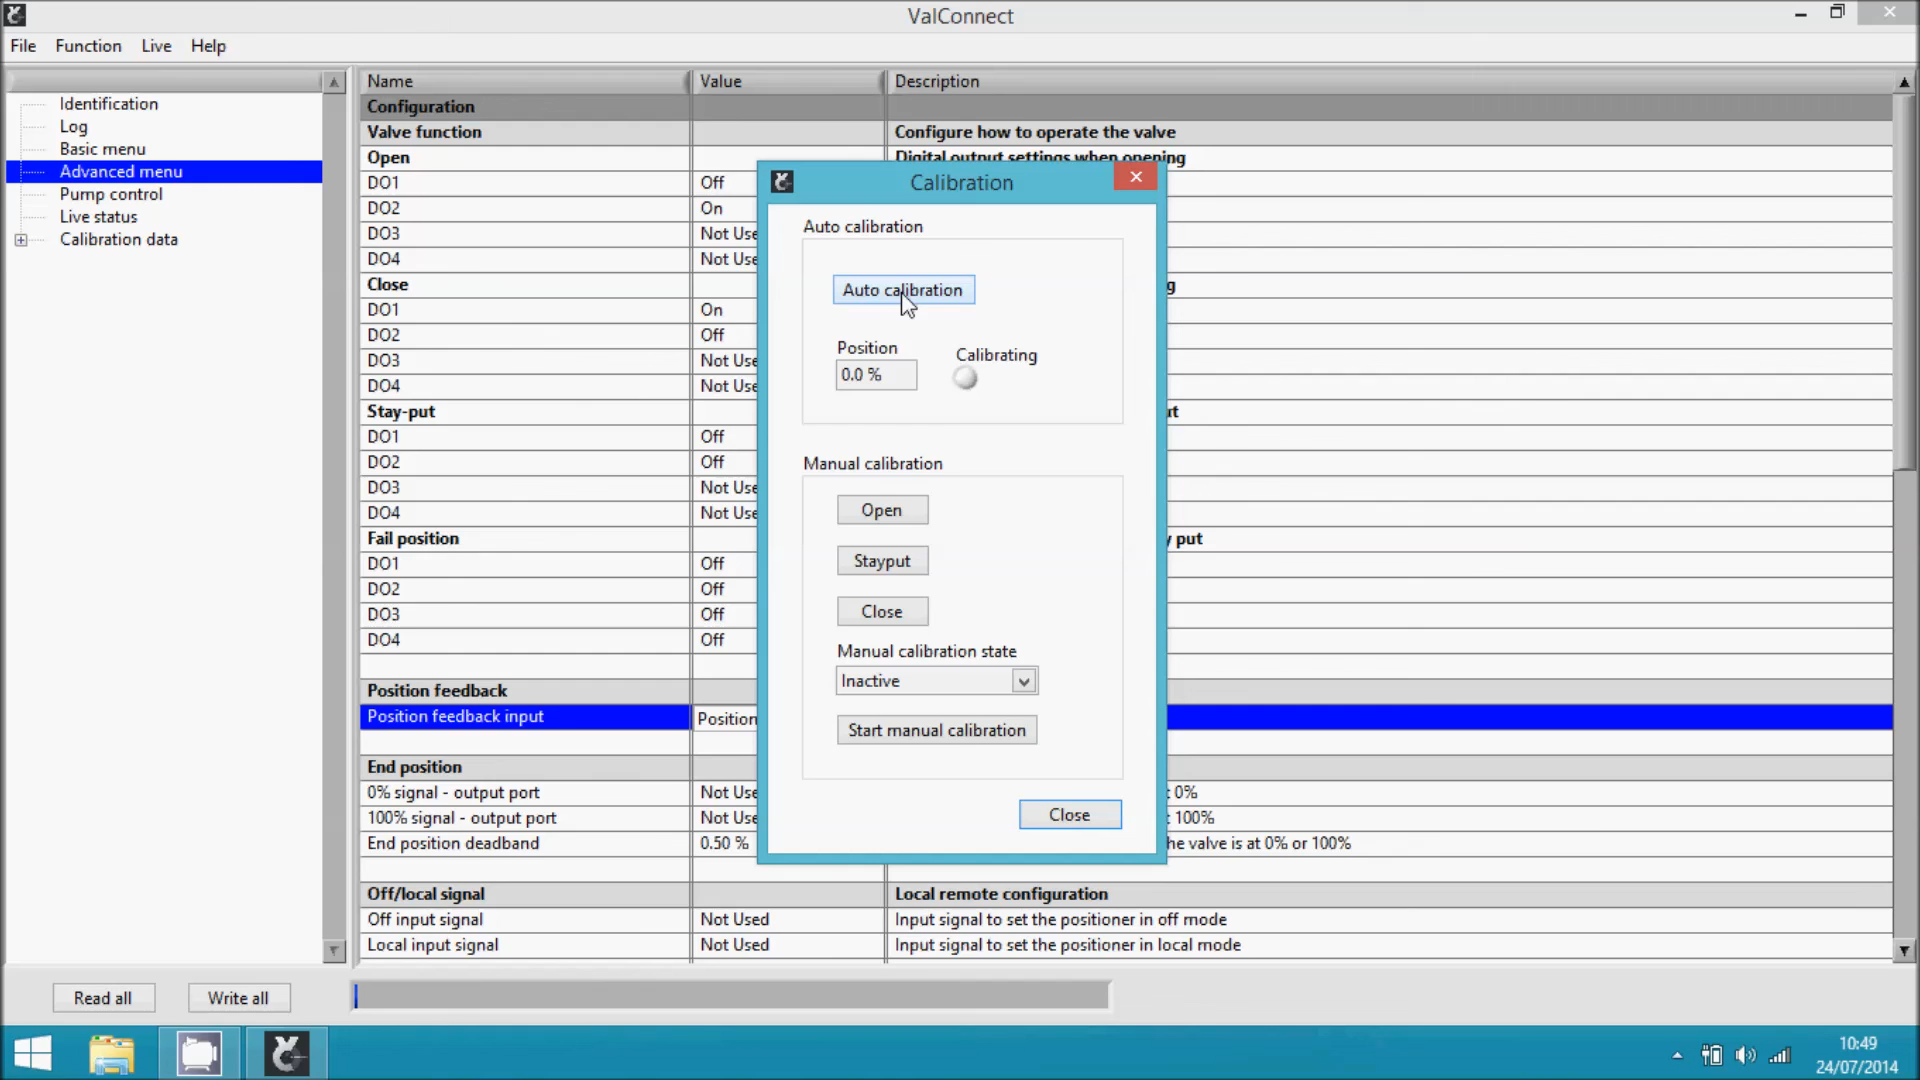 ValConnect
File Function Live Help
Identification
Log
Basic menu
Advanced menu
Pump control
Live status
Calibration data
Name Value Description
Configuration
Valve function Configure how to operate the valve
Open Digital output settings when opening
DO1 Off
DO2 On
DO3 Not Use
DO4 Not Use
Close g
DO1 On
DO2 Off
DO3 Not Use
DO4 Not Use
Stay-put ut
DO1 Off
DO2 Off
DO3 Not Use
DO4 Not Use
Fail position y put
DO1 Off
DO2 Off
DO3 Off
DO4 Off
Position feedback
Position feedback input Position
End position
0% signal - output port Not Use t 0%
100% signal - output port Not Use t 100%
End position deadband 0.50 % he valve is at 0% or 100%
Off/local signal Local remote configuration
Off input signal Not Used Input signal to set the positioner in off mode
Local input signal Not Used Input signal to set the positioner in local mode
Calibration
Auto calibration
Auto calibration
Position
0.0 %
Calibrating
Manual calibration
Open
Stayput
Close
Manual calibration state
Inactive
Start manual calibration
Close
Read all Write all
10:49
24/07/2014